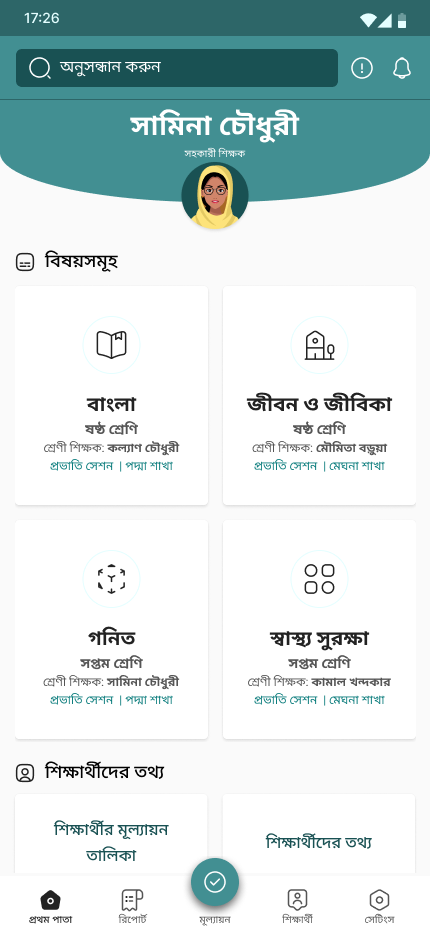 17:26
অনুসন্ধান করুন
সামিনা চৌধুরী
সহকারী শিক্ষক
বিষয়সমূহ
বাংলা
ষষ্ঠ শ্রেণি
শ্রেণী শিক্ষক: কল্যাণ চৌধুরী
প্রভাতি সেশন | পদ্মা শাখা
জীবন ও জীবিকা
ষষ্ঠ শ্রেণি
শ্রেণী শিক্ষক: মৌমিতা বড়ুয়া
প্রভাতি সেশন | মেঘনা শাখা
গনিত
সপ্তম শ্রেণি
শ্রেণী শিক্ষক: সামিনা চৌধুরী
প্রভাতি সেশন | পদ্মা শাখা
স্বাস্থ্য সুরক্ষা
সপ্তম শ্রেণি
শ্রেণী শিক্ষক: কামাল খন্দকার
প্রভাতি সেশন | মেঘনা শাখা
শিক্ষার্থীদের তথ্য
শিক্ষার্থীর মূল্যায়ন
তালিকা
শিক্ষার্থীদের তথ্য
প্রথম পাতা
রিপোর্ট
মূল্যায়ন
শিক্ষার্থী
সেটিংস